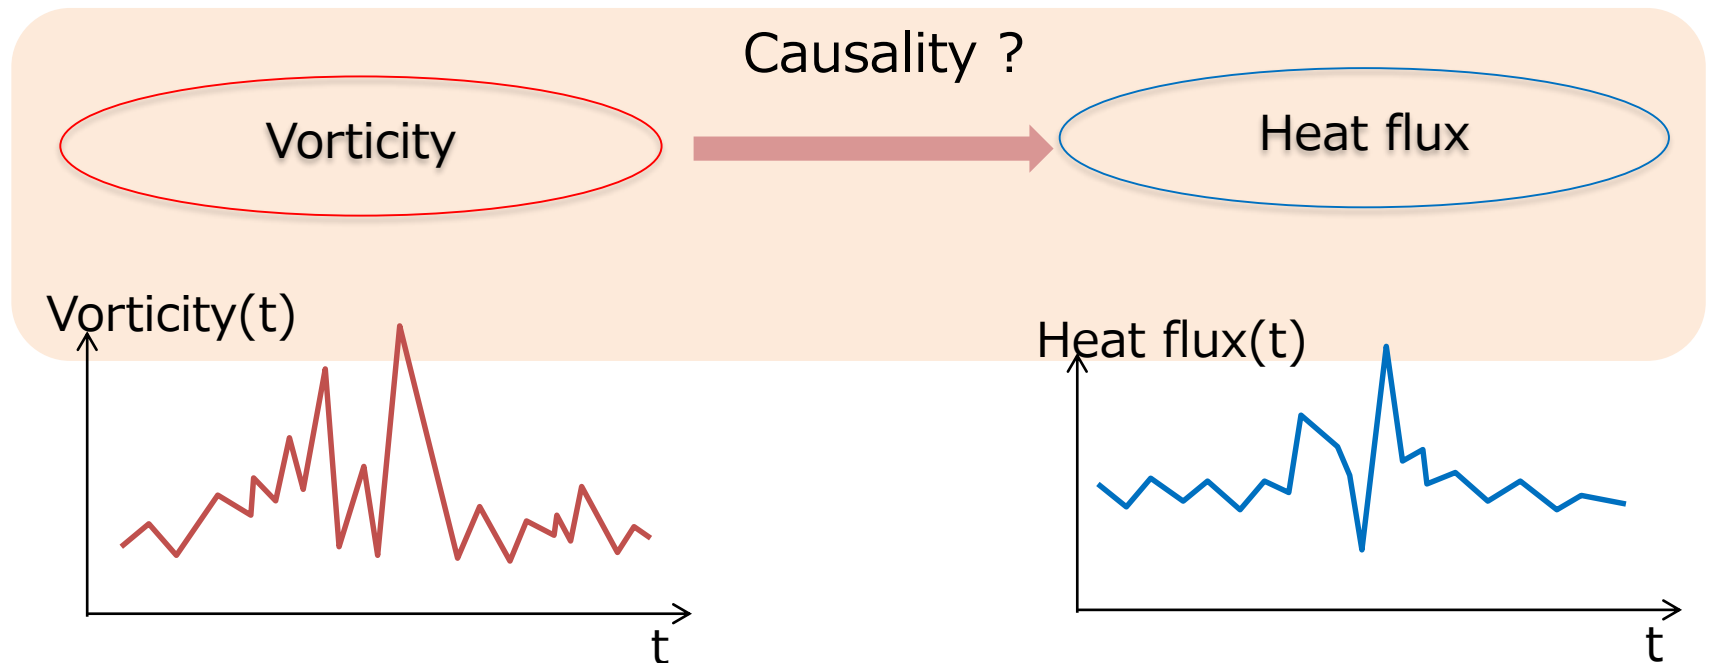 Causality ?
Vorticity
Heat flux
Vorticity(t)
Heat flux(t)
t
t